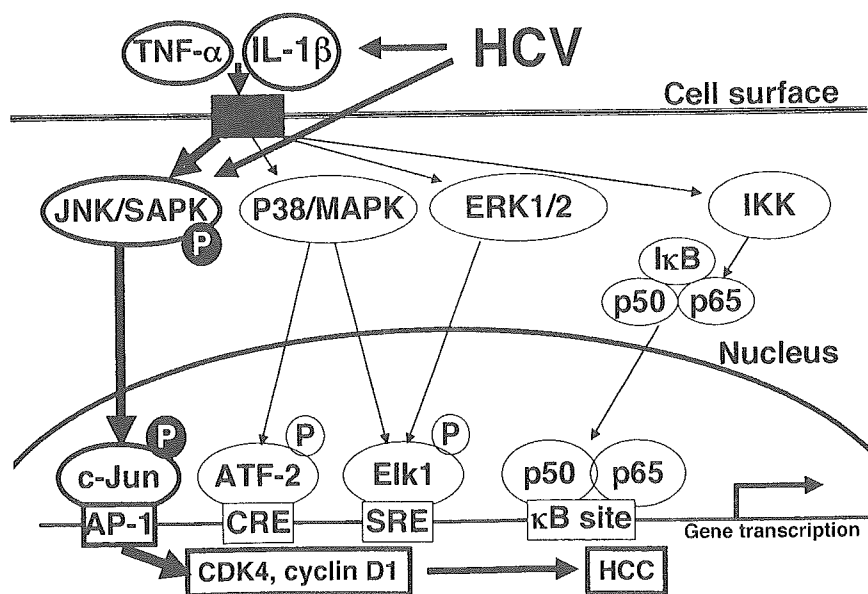 TNF-α IL-1β HCV
Cell surface
JNK/SAPK P38/MAPK ERK1/2 IKK
P
IκB
p50 p65
Nucleus
P P P
c-Jun ATF-2 Elk1 p50 p65
AP-1 CRE SRE κB site
Gene transcription
CDK4, cyclin D1 HCC